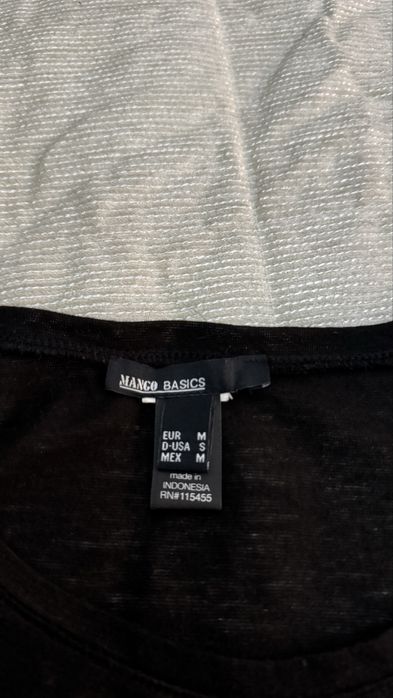 MANGO BASICS
EUR M
D-USA S
MEX M
made in
INDONESIA
RN#115455